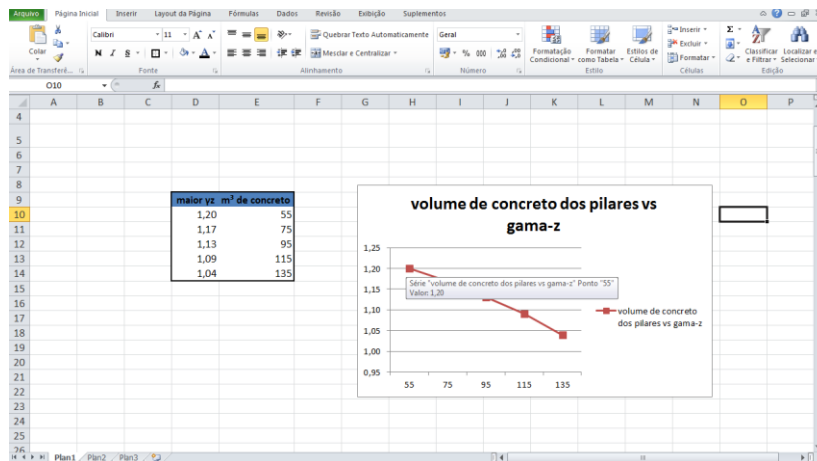 Arquivo Página Inicial Inserir Layout da Página Fórmulas Dados Revisão Exibição Suplementos
Colar
Calibri 11 A A
N I S A
Quebrar Texto Automaticamente
Mesclar e Centralizar
Geral
% 000
Formatação Condicional
Formatar como Tabela
Estilos de Célula
Inserir
Excluir
Formatar
Σ
Classificar e Filtrar
Localizar e Selecionar
Área de Transferê... Fonte Alinhamento Número Estilo Células Edição
O10 fx
A B C D E F G H I J K L M N O P
4
5
6
7
8
9 maior yz m³ de concreto
10 1,20 55
11 1,17 75
12 1,13 95
13 1,09 115
14 1,04 135
15
16
17
18
19
20
21
22
23
24
25
26
volume de concreto dos pilares vs
gama-z
1,25
1,20
1,15
1,10
1,05
1,00
0,95
55 75 95 115 135
Série "volume de concreto dos pilares vs gama-z" Ponto "55"
Valor: 1,20
volume de concreto
dos pilares vs gama-z
Plan1 Plan2 Plan3